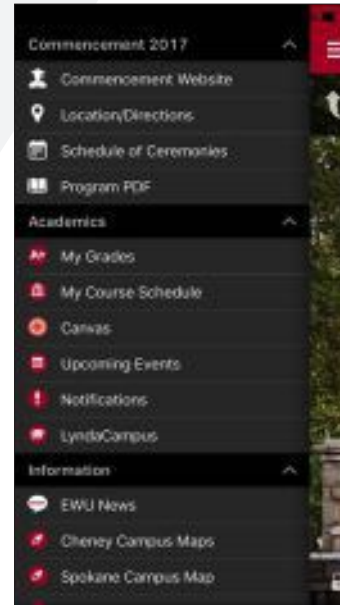 Commencement 2017
Commencement Website
Location/Directions
Schedule of Ceremonies
Program PDF
Academics
A+ My Grades
My Course Schedule
Canvas
Upcoming Events
Notifications
LyndaCampus
Information
EWU News
Cheney Campus Maps
Spokane Campus Map